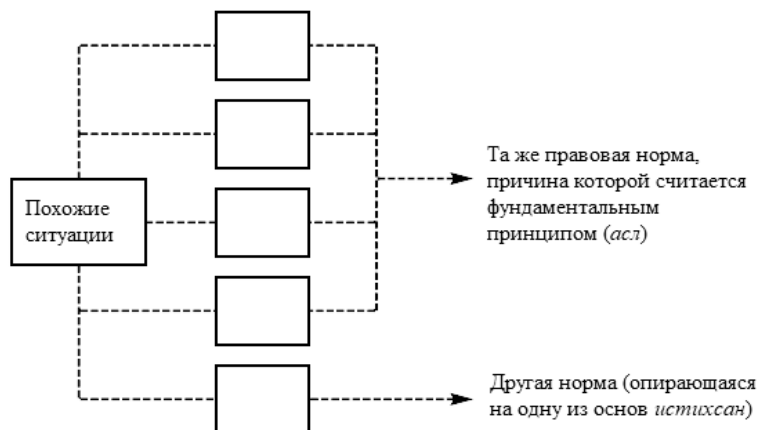 Похожие
ситуации
Та же правовая норма,
причина которой считается
фундаментальным
принципом (асл)
Другая норма (опирающаяся
на одну из основ истихсан)